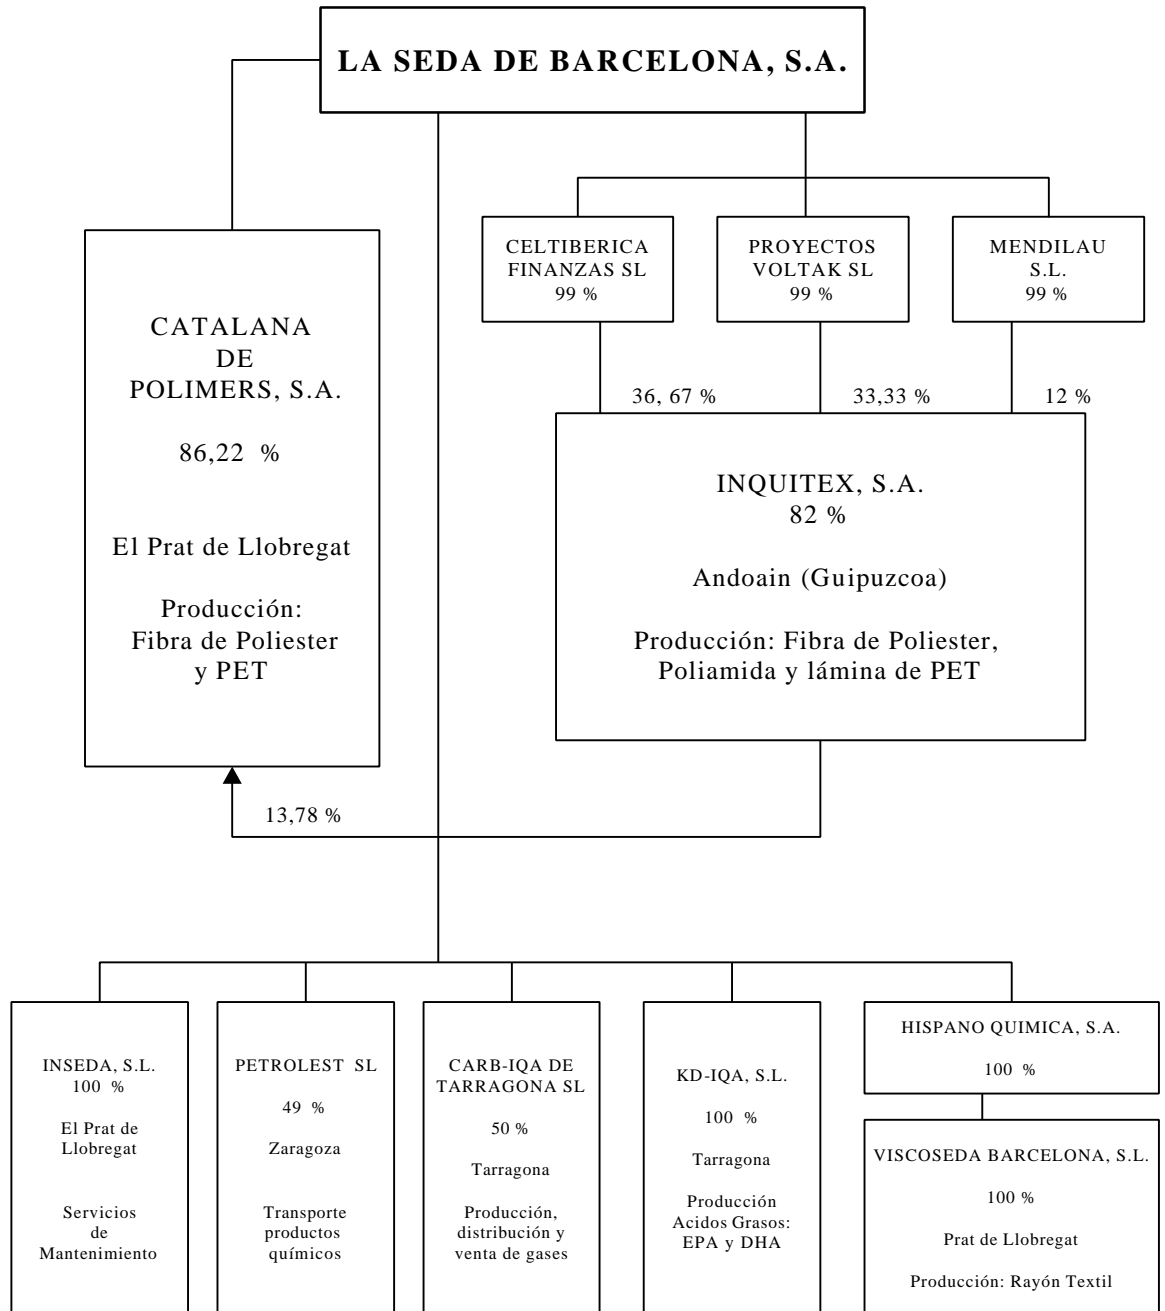 LA SEDA DE BARCELONA, S.A.
CELTIBERICA
FINANZAS SL
99 %
PROYECTOS
VOLTAK SL
99 %
MENDILAU
S.L.
99 %
CATALANA
DE
POLIMERS, S.A.
86,22 %
El Prat de Llobregat
Producción:
Fibra de Poliester
y PET
36, 67 %
33,33 %
12 %
INQUITEX, S.A.
82 %
Andoain (Guipuzcoa)
Producción: Fibra de Poliester,
Poliamida y lámina de PET
13,78 %
INSEDA, S.L.
100 %
El Prat de
Llobregat
Servicios
de
Mantenimiento
PETROLEST SL
49 %
Zaragoza
Transporte
productos
químicos
CARB-IQA DE
TARRAGONA SL
50 %
Tarragona
Producción,
distribución y
venta de gases
KD-IQA, S.L.
100 %
Tarragona
Producción
Acidos Grasos:
EPA y DHA
HISPANO QUIMICA, S.A.
100 %
VISCOSEDA BARCELONA, S.L.
100 %
Prat de Llobregat
Producción: Rayón Textil